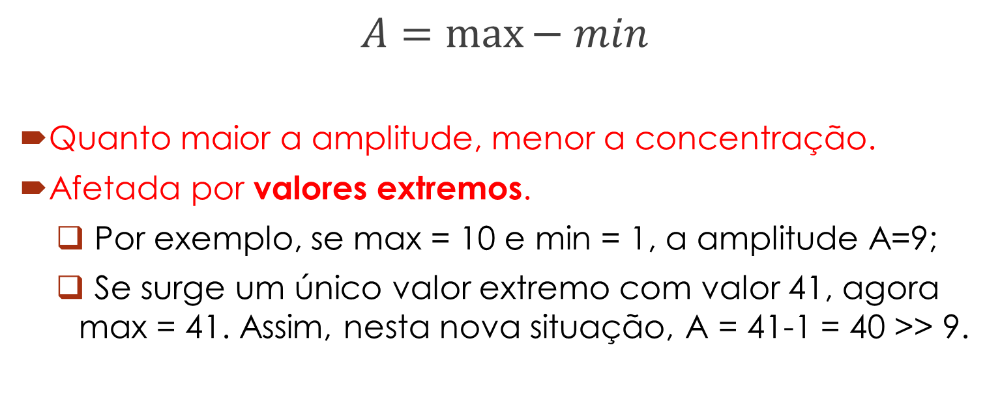 A = max − min
Quanto maior a amplitude, menor a concentração.
Afetada por valores extremos.
Por exemplo, se max = 10 e min = 1, a amplitude A=9;
Se surge um único valor extremo com valor 41, agora
max = 41. Assim, nesta nova situação, A = 41-1 = 40 >> 9.